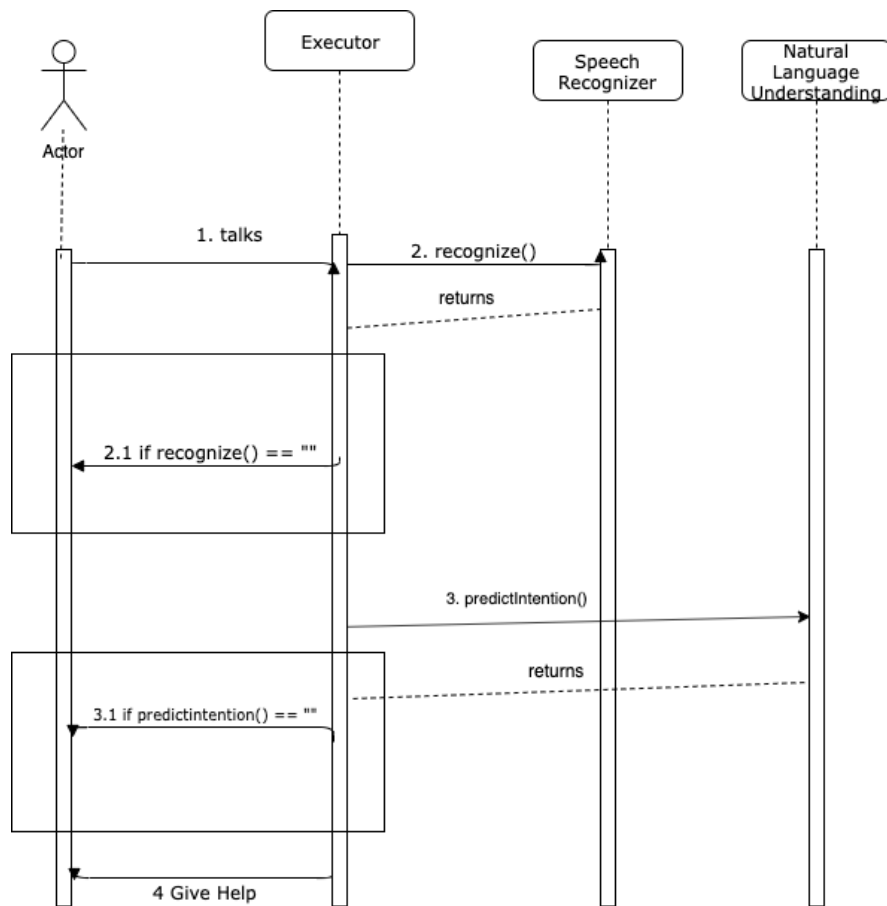 Executor
Speech
Recognizer
Natural
Language
Understanding
Actor
1. talks
2. recognize()
returns
2.1 if recognize() == ""
3. predictIntention()
returns
3.1 if predictintention() == ""
4 Give Help